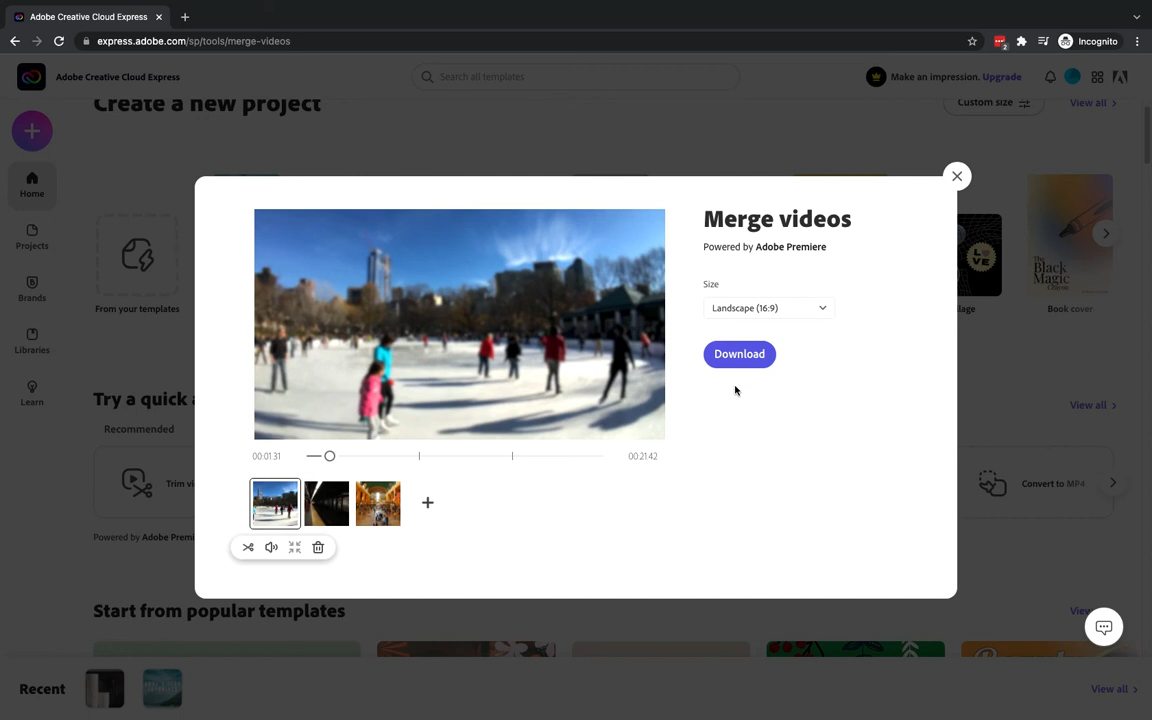 Adobe Creative Cloud Express
express.adobe.com/sp/tools/merge-videos
2
Incognito
Adobe Creative Cloud Express
Search all templates
Make an impression. Upgrade
Create a new project
Custom size
View all
Home
Projects
Brands
Libraries
Learn
From your templates
LOVE
The Black Magic
Book cover
Merge videos
Powered by Adobe Premiere
Size
Landscape (16:9)
Download
00:01:31
00:21:42
Try a quick a
View all
Recommended
Trim vi
Convert to MP4
Powered by Adobe Premi
Start from popular templates
Recent
View all